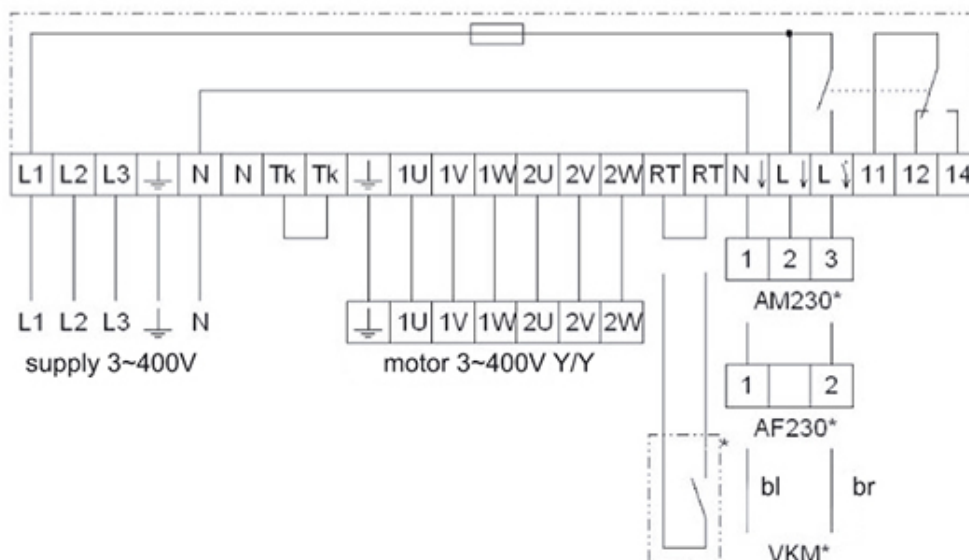 L1 L2 L3 ⏚ N N Tk Tk ⏚ 1U 1V 1W 2U 2V 2W RT RT N↓ L↓ L↓ 11 12 14
1 2 3
AM230*
L1 L2 L3 ⏚ N
⏚ 1U 1V 1W 2U 2V 2W
supply 3~400V
motor 3~400V Y/Y
1 2
AF230*
*
bl br
VKM*